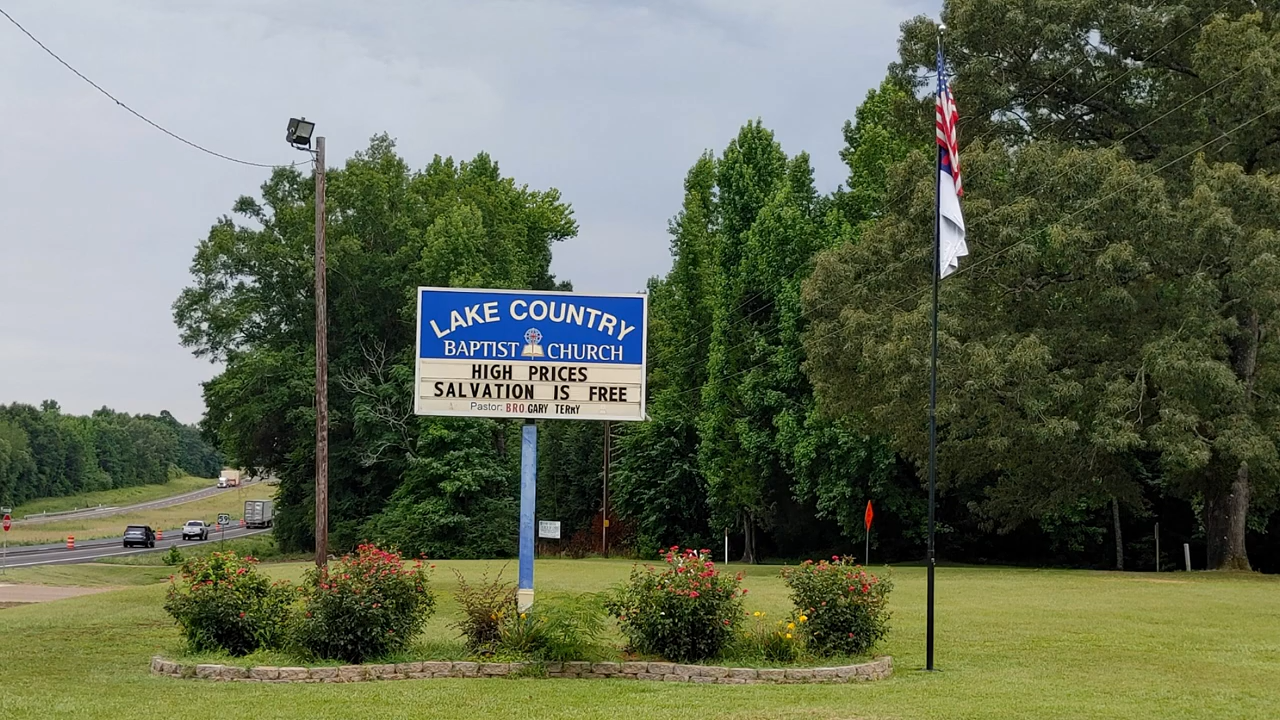 LAKE COUNTRY
BAPTIST CHURCH
HIGH PRICES
SALVATION IS FREE
Pastor: BRO GARY TERRY